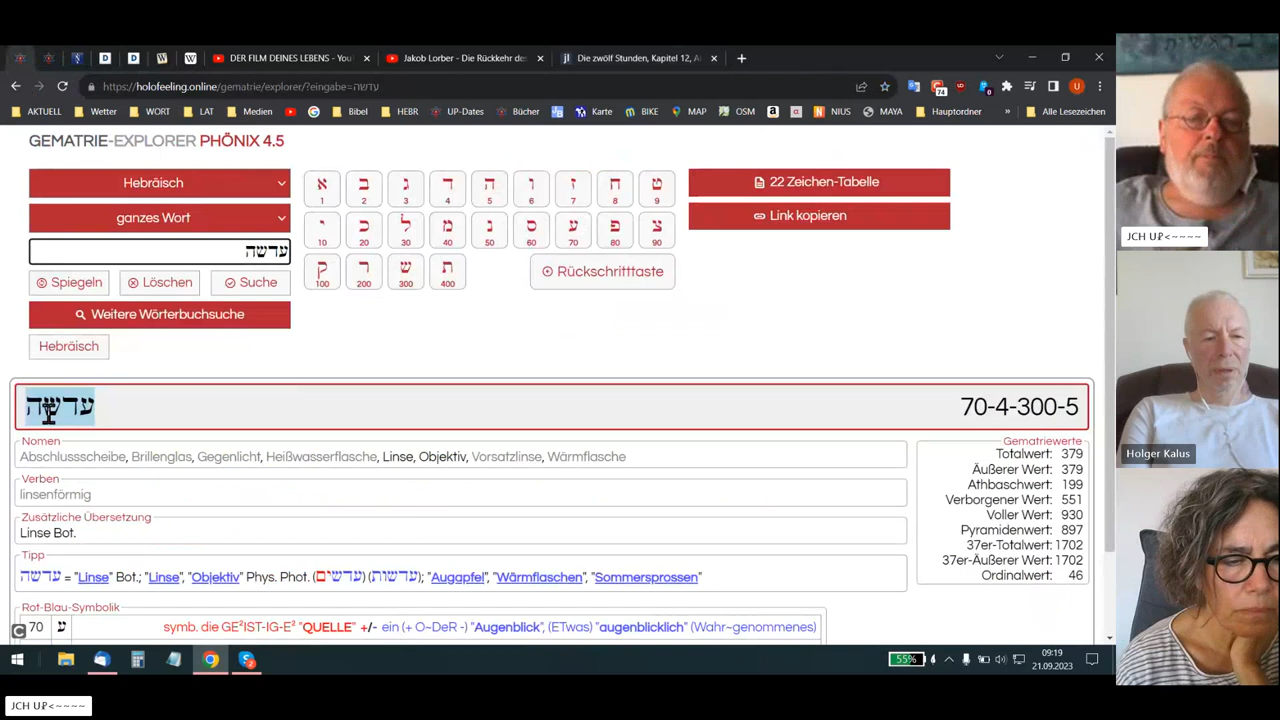 DER FILM DEINES LEBENS - You
Jakob Lorber - Die Rückkehr des
Die zwölf Stunden, Kapitel 12, A
https://holofeeling.online/gematrie/explorer/?eingabe=עדשה
AKTUELL Wetter WORT LAT Medien Bibel HEBR UP-Dates Bücher Karte BIKE MAP OSM NIUS MAYA Hauptordner » Alle Lesezeichen
GEMATRIE-EXPLORER PHÖNIX 4.5
Hebräisch
ganzes Wort
עדשה
Spiegeln Löschen Suche
Weitere Wörterbuchsuche
Hebräisch
א ב ג ד ה ו ז ח ט
1 2 3 4 5 6 7 8 9
י כ ל מ נ ס ע פ צ
10 20 30 40 50 60 70 80 90
ק ר ש ת
100 200 300 400
Rückschritttaste
22 Zeichen-Tabelle
Link kopieren
עדשה 70-4-300-5
Nomen
Abschlussscheibe, Brillenglas, Gegenlicht, Heißwasserflasche, Linse, Objektiv, Vorsatzlinse, Wärmflasche
Verben
linsenförmig
Zusätzliche Übersetzung
Linse Bot.
Tipp
עדשה = "Linse" Bot.; "Linse", "Objektiv" Phys. Phot. (עדשים) (עדשות); "Augapfel", "Wärmflaschen", "Sommersprossen"
Rot-Blau-Symbolik
70 ע symb. die GE²IST-IG-E² "QUELLE" +/- ein (+ O~DeR -) "Augenblick", (ETwas) "augenblicklich" (Wahr~genommenes)
Gematriewerte
Totalwert: 379
Äußerer Wert: 379
Athbaschwert: 199
Verborgener Wert: 551
Voller Wert: 930
Pyramidenwert: 897
37er-Totalwert: 1702
37er-Äußerer Wert: 1702
Ordinalwert: 46
55%
09:19
21.09.2023
JCH UP<~~~~
Holger Kalus
JCH UP<~~~~